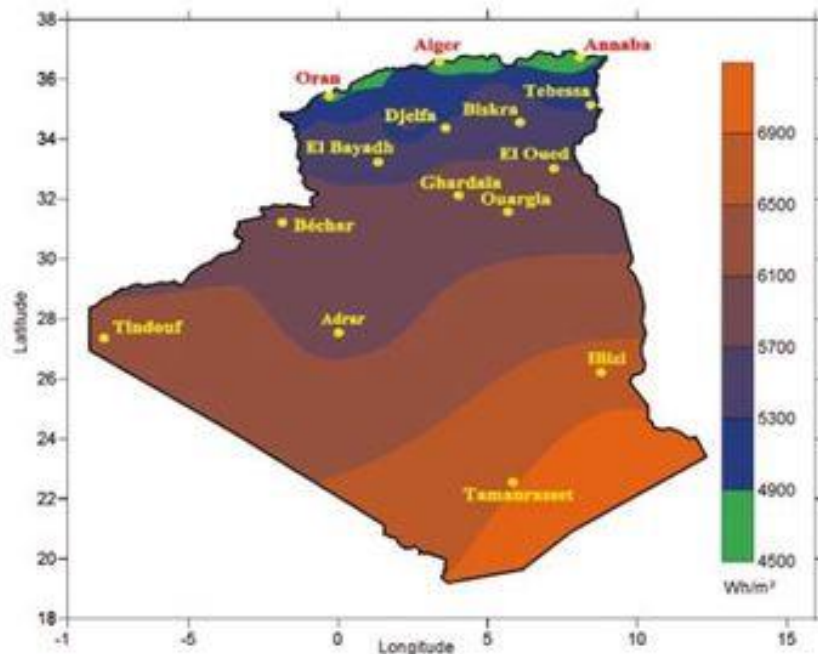 38
36
34
32
30
28
26
24
22
20
18
Latitude
-1
-5
0
5
10
15
Longitude
Alger
Annaba
Oran
Tebessa
Djelfa
Biskra
El Bayadh
El Oued
Ghardaïa
Ouargla
Béchar
Adrar
Tindouf
Illizi
Tamanrasset
6900
6500
6100
5700
5300
4900
4500
Wh/m²